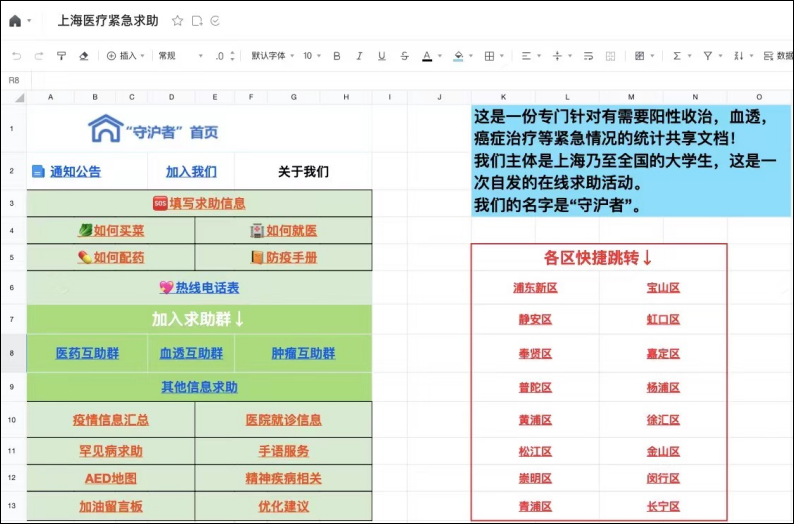 上海医疗紧急求助
插入 常规 .0 默认字体 10 B I U S A 数据
R8
A B C D E F G H I J K L M N O
1 “守沪者”首页
2 通知公告 加入我们 关于我们
3 SOS 填写求助信息
4 如何买菜 如何就医
5 如何配药 防疫手册
6 热线电话表
7 加入求助群↓
8 医药互助群 血透互助群 肿瘤互助群
9 其他信息求助
10 疫情信息汇总 医院就诊信息
11 罕见病求助 手语服务
12 AED地图 精神疾病相关
13 加油留言板 优化建议
这是一份专门针对有需要阳性收治，血透，
癌症治疗等紧急情况的统计共享文档！
我们主体是上海乃至全国的大学生，这是一
次自发的在线求助活动。
我们的名字是“守沪者”。
各区快捷跳转↓
浦东新区 宝山区
静安区 虹口区
奉贤区 嘉定区
普陀区 杨浦区
黄浦区 徐汇区
松江区 金山区
崇明区 闵行区
青浦区 长宁区